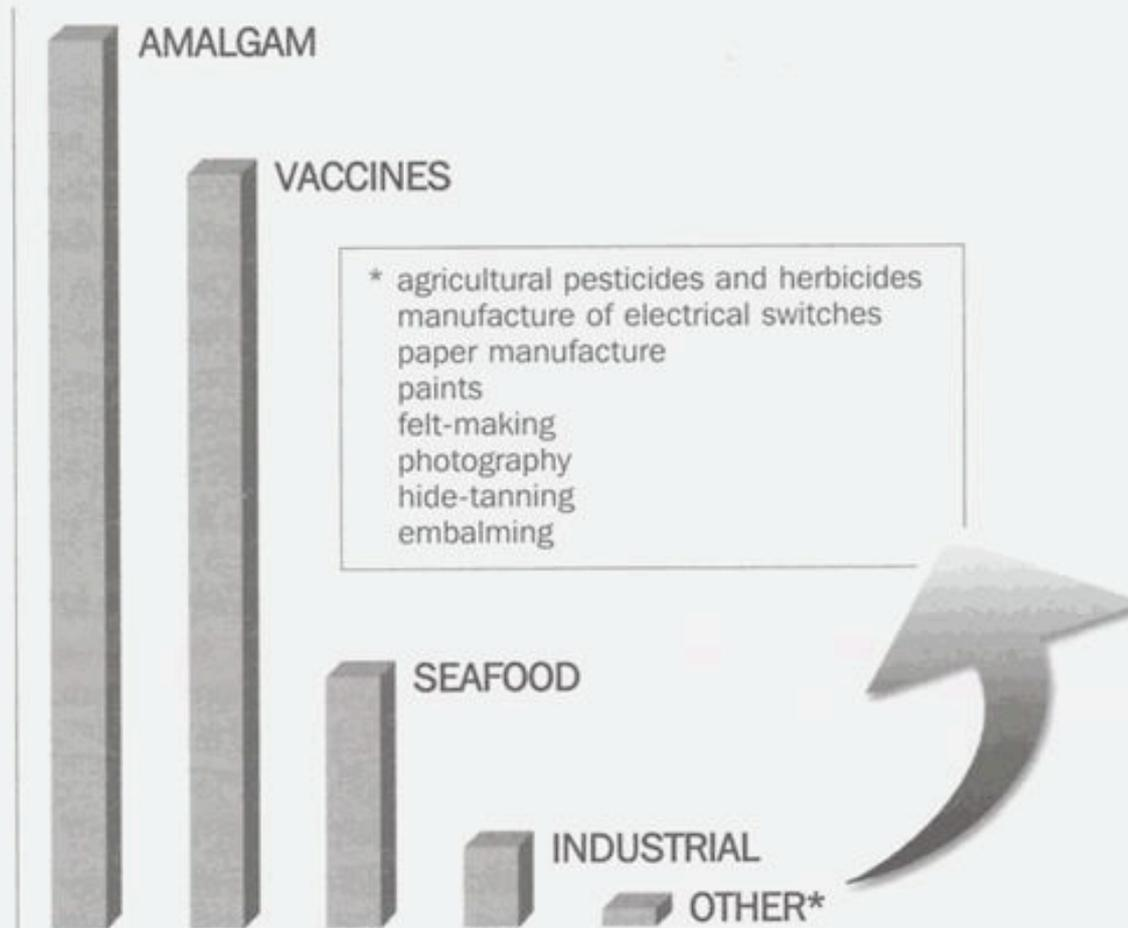 AMALGAM
VACCINES
* agricultural pesticides and herbicides
manufacture of electrical switches
paper manufacture
paints
felt-making
photography
hide-tanning
embalming
SEAFOOD
INDUSTRIAL
OTHER*